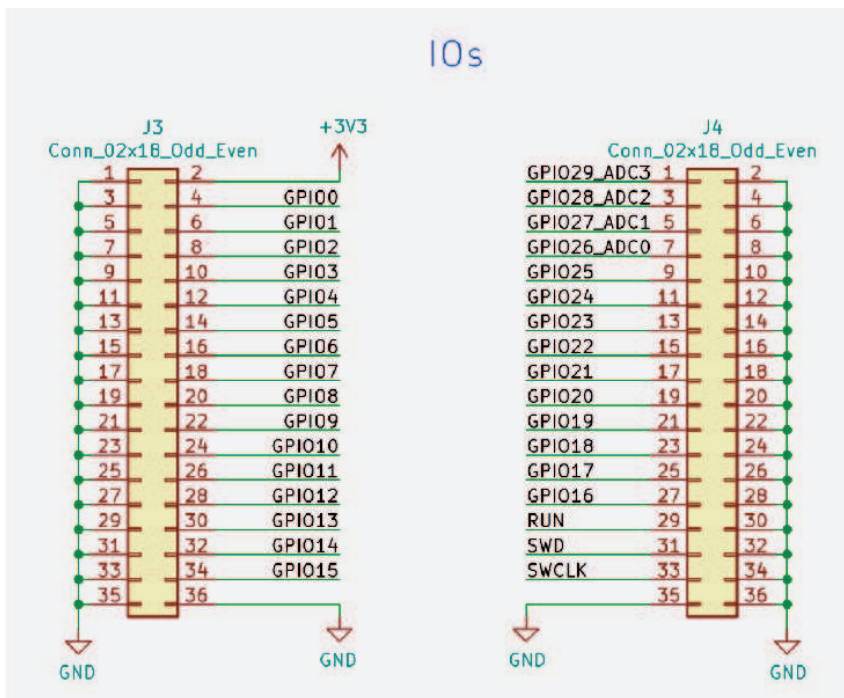 IOs
J3 +3V3 J4
Conn_02x18_Odd_Even Conn_02x18_Odd_Even
1 2 GPIO29_ADC3 1 2
3 4 GPIO0 GPIO28_ADC2 3 4
5 6 GPIO1 GPIO27_ADC1 5 6
7 8 GPIO2 GPIO26_ADC0 7 8
9 10 GPIO3 GPIO25 9 10
11 12 GPIO4 GPIO24 11 12
13 14 GPIO5 GPIO23 13 14
15 16 GPIO6 GPIO22 15 16
17 18 GPIO7 GPIO21 17 18
19 20 GPIO8 GPIO20 19 20
21 22 GPIO9 GPIO19 21 22
23 24 GPIO10 GPIO18 23 24
25 26 GPIO11 GPIO17 25 26
27 28 GPIO12 GPIO16 27 28
29 30 GPIO13 RUN 29 30
31 32 GPIO14 SWD 31 32
33 34 GPIO15 SWCLK 33 34
35 36 35 36
GND GND GND GND